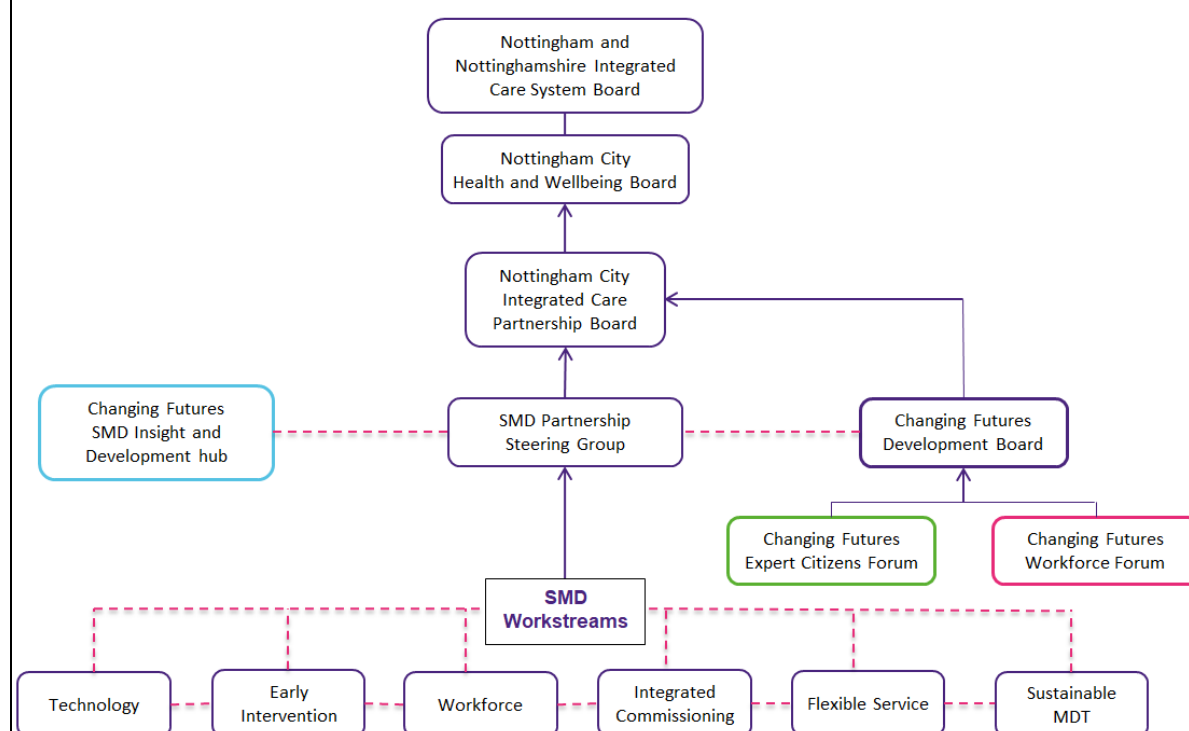 Nottingham and
Nottinghamshire Integrated
Care System Board
Nottingham City
Health and Wellbeing Board
Nottingham City
Integrated Care
Partnership Board
Changing Futures
SMD Insight and
Development hub
SMD Partnership
Steering Group
Changing Futures
Development Board
Changing Futures
Expert Citizens Forum
Changing Futures
Workforce Forum
SMD
Workstreams
Technology
Early
Intervention
Workforce
Integrated
Commissioning
Flexible Service
Sustainable
MDT